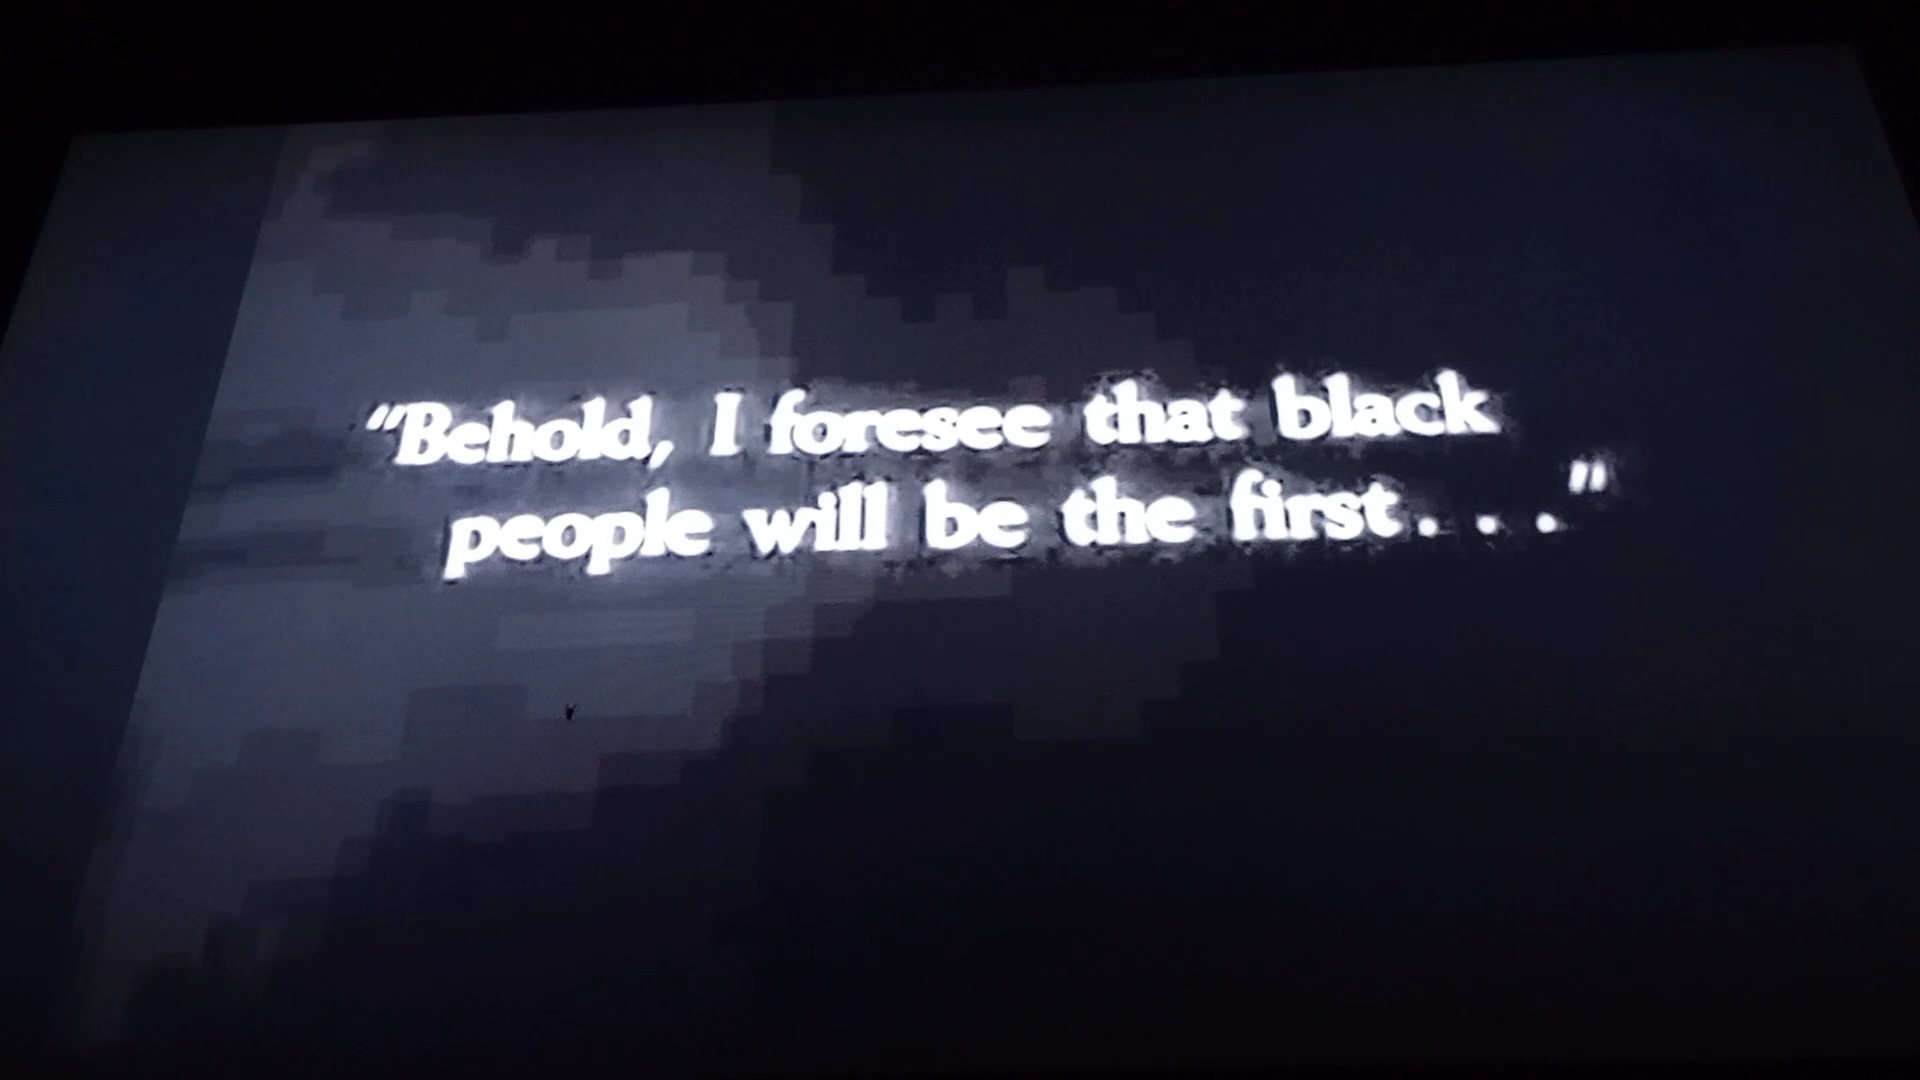 “Behold, I foresee that black
people will be the first. . ."